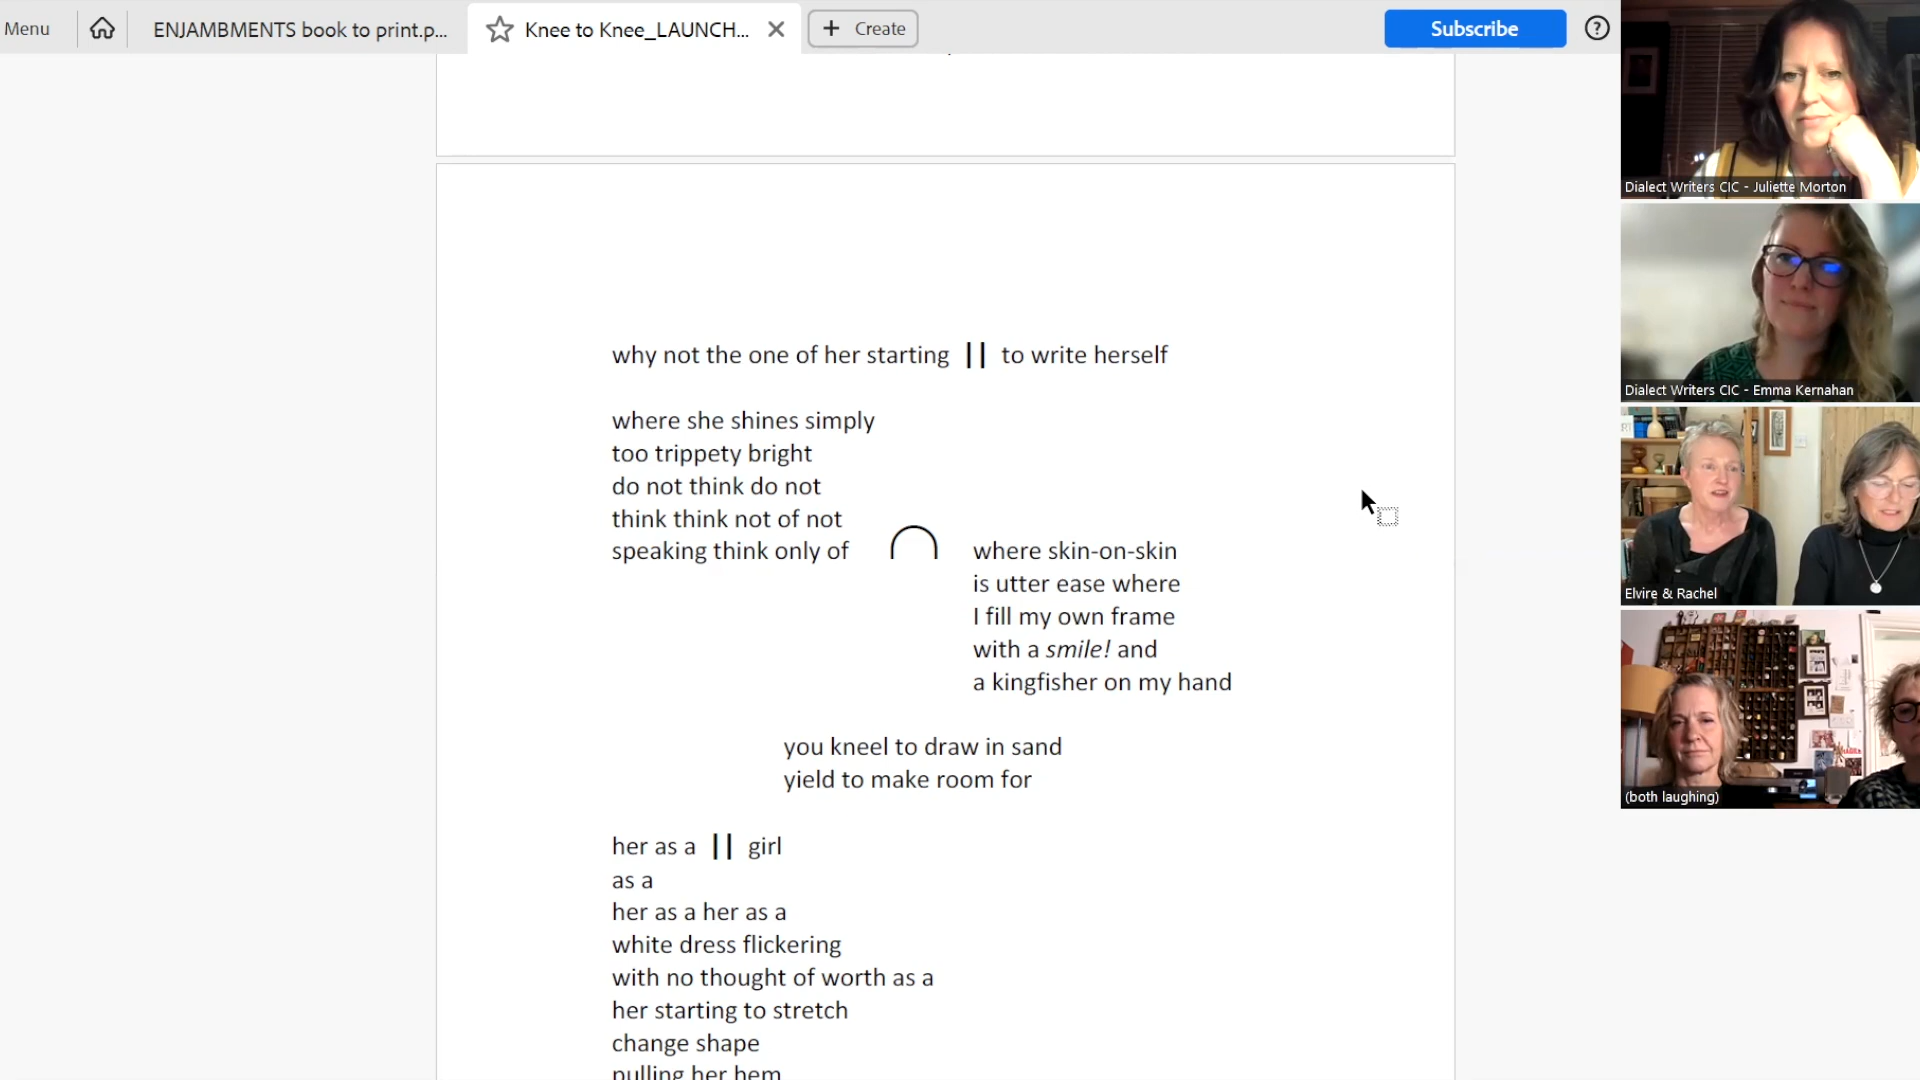 Menu
ENJAMBMENTS book to print.p...
Knee to Knee_LAUNCH...
+ Create
Subscribe
why not the one of her starting || to write herself
where she shines simply
too trippety bright
do not think do not
think think not of not
speaking think only of
where skin-on-skin
is utter ease where
I fill my own frame
with a smile! and
a kingfisher on my hand
you kneel to draw in sand
yield to make room for
her as a || girl
as a
her as a her as a
white dress flickering
with no thought of worth as a
her starting to stretch
change shape
pulling her hem
Dialect Writers CIC - Juliette Morton
Dialect Writers CIC - Emma Kernahan
Elvire & Rachel
(both laughing)